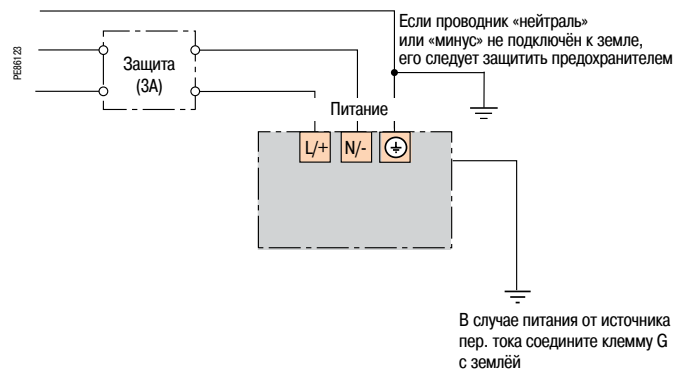 Если проводник «нейтраль»
или «минус» не подключён к земле,
его следует защитить предохранителем
PE86123
Защита
(3А)
Питание
L/+ N/-
В случае питания от источника
пер. тока соедините клемму G
с землёй